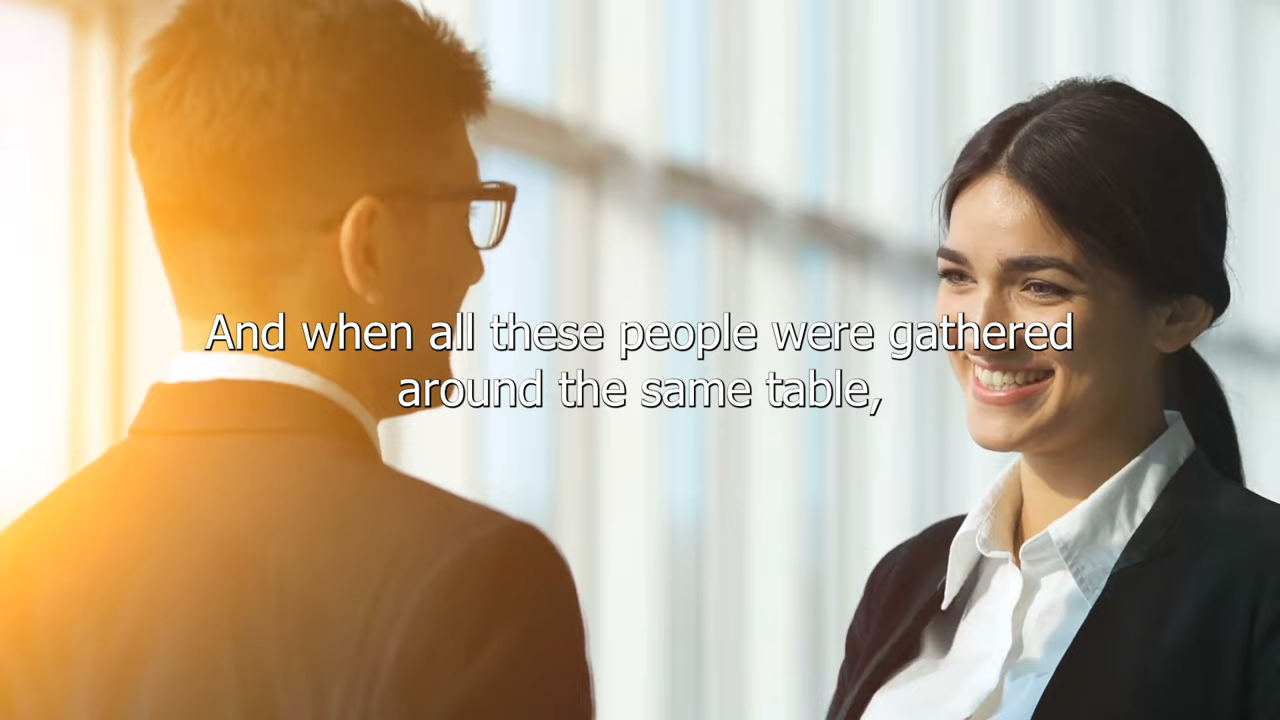 And when all these people were gathered
around the same table,